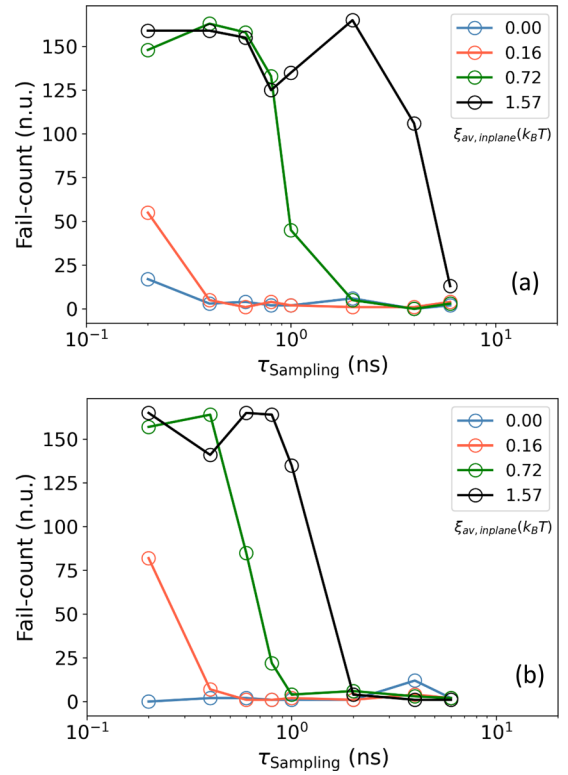 150
125
100
75
50
25
0
Fail-count (n.u.)
0.00
0.16
0.72
1.57
ξav, inplane(kBT)
(a)
10⁻¹ 10⁰ 10¹
τSampling (ns)
150
125
100
75
50
25
0
Fail-count (n.u.)
0.00
0.16
0.72
1.57
ξav, inplane(kBT)
(b)
10⁻¹ 10⁰ 10¹
τSampling (ns)